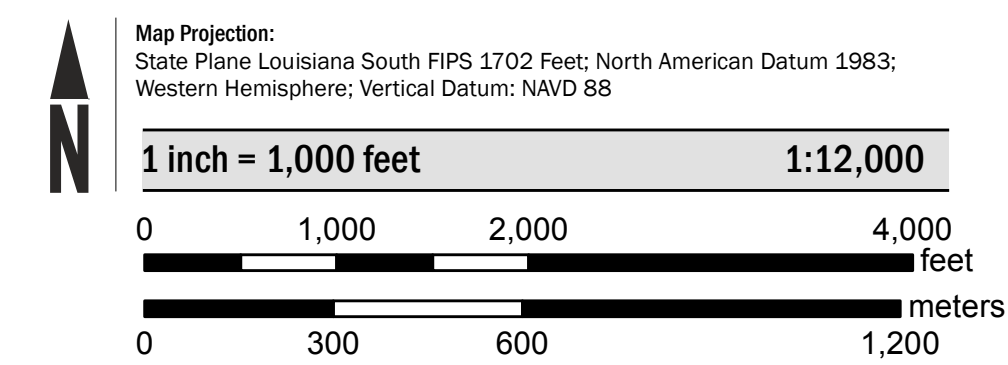 N
Map Projection:
State Plane Louisiana South FIPS 1702 Feet; North American Datum 1983;
Western Hemisphere; Vertical Datum: NAVD 88
1 inch = 1,000 feet 1:12,000
0 1,000 2,000 4,000
feet
meters
0 300 600 1,200